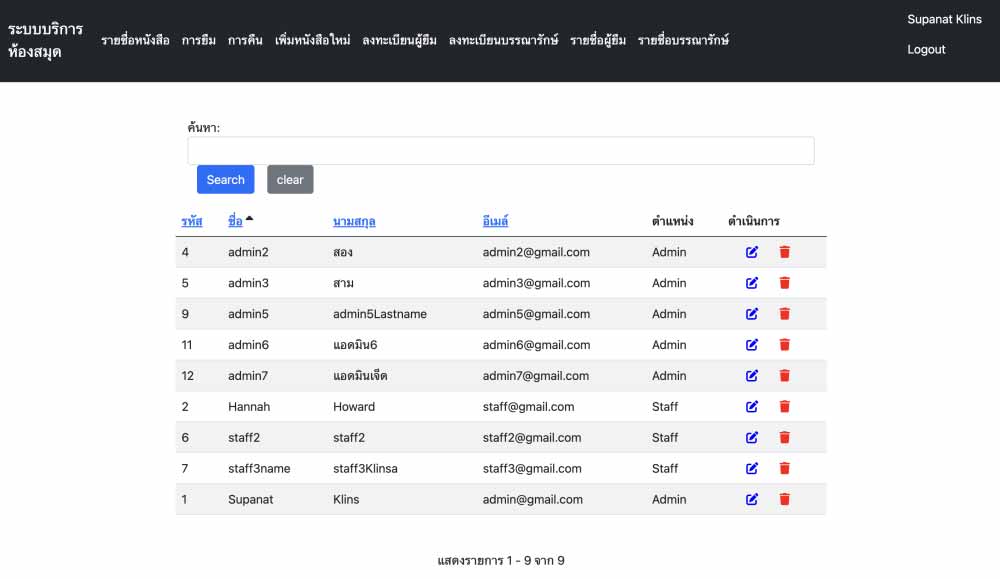 ระบบบริการ
ห้องสมุด
รายชื่อหนังสือ การยืม การคืน เพิ่มหนังสือใหม่ ลงทะเบียนผู้ยืม ลงทะเบียนบรรณารักษ์ รายชื่อผู้ยืม รายชื่อบรรณารักษ์
Supanat Klins
Logout
ค้นหา:
Search clear
รหัส ชื่อ นามสกุล อีเมล์ ตำแหน่ง ดำเนินการ
4 admin2 สอง admin2@gmail.com Admin
5 admin3 สาม admin3@gmail.com Admin
9 admin5 admin5Lastname admin5@gmail.com Admin
11 admin6 แอดมิน6 admin6@gmail.com Admin
12 admin7 แอดมินเจ็ด admin7@gmail.com Admin
2 Hannah Howard staff@gmail.com Staff
6 staff2 staff2 staff2@gmail.com Staff
7 staff3name staff3Klinsa staff3@gmail.com Staff
1 Supanat Klins admin@gmail.com Admin
แสดงรายการ 1 - 9 จาก 9